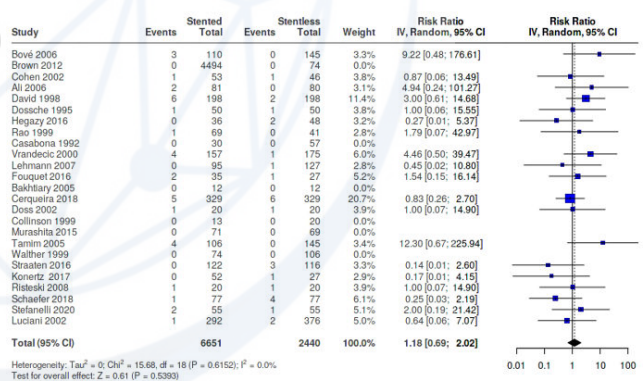 Stented Stentless Risk Ratio Risk Ratio
Study Events Total Events Total Weight IV, Random, 95% CI IV, Random, 95% CI
Bové 2006 3 110 0 145 3.3% 9.22 [0.48; 176.61]
Brown 2012 0 4494 0 74 0.0%
Cohen 2002 1 53 1 46 3.8% 0.87 [0.06; 13.49]
Ali 2006 2 81 0 80 3.2% 4.94 [0.24; 101.27]
David 1998 6 198 2 198 11.4% 3.00 [0.61; 14.68]
Dossche 1995 1 50 1 50 3.8% 1.00 [0.06; 15.55]
Hegazy 2016 0 36 2 48 3.2% 0.27 [0.01; 5.37]
Rao 1999 1 69 0 41 2.8% 1.79 [0.07; 42.97]
Casabona 1992 0 30 0 57 0.0%
Vrandecic 2000 4 157 1 175 6.0% 4.46 [0.50; 39.47]
Lehmann 2007 0 95 1 127 2.8% 0.45 [0.02; 10.80]
Fouquet 2016 2 35 1 27 5.2% 1.54 [0.15; 16.14]
Bakhtiary 2005 0 12 0 12 0.0%
Cerqueira 2018 5 329 6 329 20.7% 0.83 [0.26; 2.70]
Doss 2002 1 20 1 20 3.9% 1.00 [0.07; 14.90]
Collinson 1999 0 13 0 20 0.0%
Murashita 2015 0 71 0 69 0.0%
Tamim 2005 4 106 0 145 3.4% 12.30 [0.67; 225.94]
Walther 1999 0 74 0 106 0.0%
Straaten 2016 0 122 3 116 3.4% 0.14 [0.01; 2.60]
Konertz 2017 0 52 1 27 2.8% 0.17 [0.01; 4.15]
Risteski 2008 1 20 1 20 3.9% 1.00 [0.07; 14.90]
Schaefer 2018 1 77 4 77 6.0% 0.25 [0.03; 2.19]
Stefanelli 2020 2 55 1 55 5.0% 2.00 [0.19; 21.42]
Luciani 2002 1 292 2 376 5.0% 0.64 [0.06; 7.07]
Total (95% CI) 6651 2440 100.0% 1.18 [0.69; 2.02]
Heterogeneity: Tau² = 0; Chi² = 15.68, df = 18 (P = 0.6152); I² = 0.0%
Test for overall effect: Z = 0.61 (P = 0.5393)
0.01 0.1 1 10 100